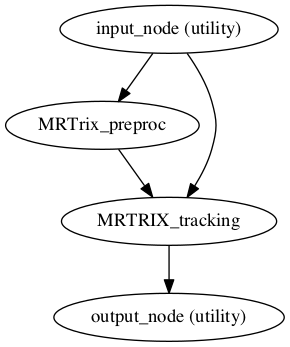 input_node (utility)
MRTrix_preproc
MRTRIX_tracking
output_node (utility)